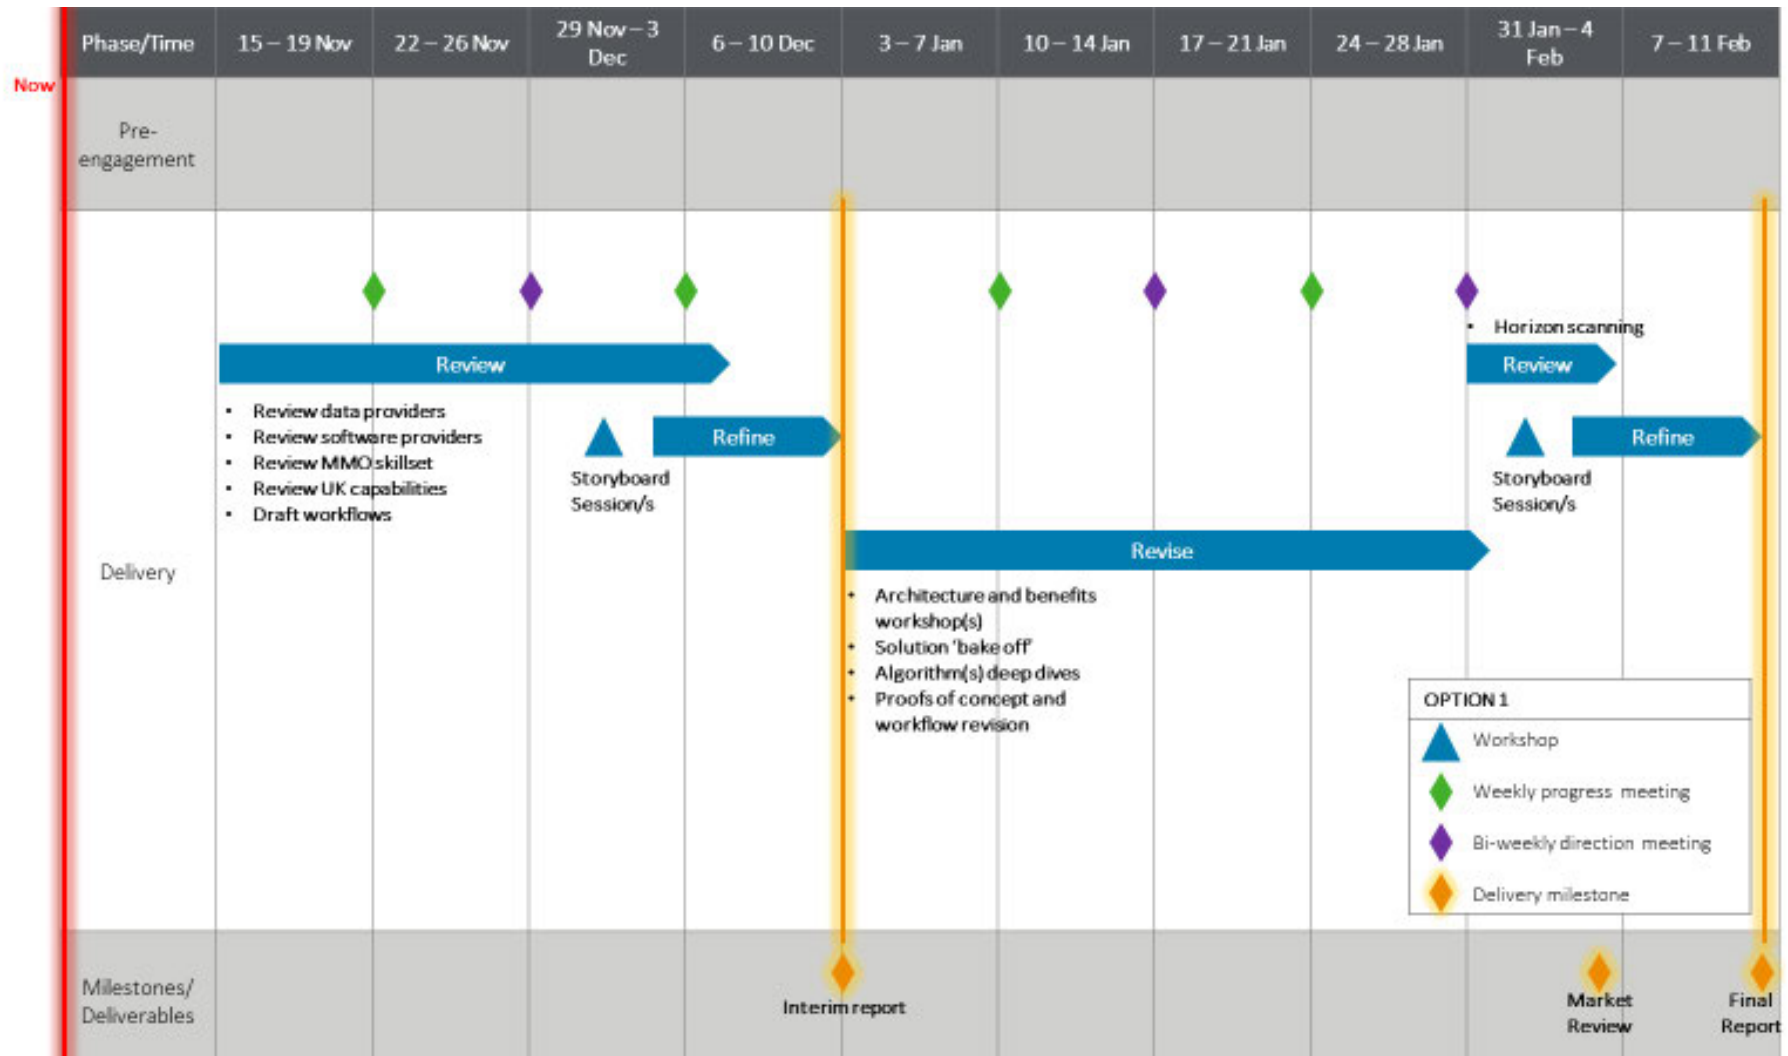 Phase/Time
15 – 19 Nov
22 – 26 Nov
29 Nov – 3
Dec
6 – 10 Dec
3 – 7 Jan
10 – 14 Jan
17 – 21 Jan
24 – 28 Jan
31 Jan – 4
Feb
7 – 11 Feb
Now
Pre-
engagement
Delivery
• Horizon scanning
Review
Review
• Review data providers
• Review software providers
• Review MMO skillset
• Review UK capabilities
• Draft workflows
Storyboard
Session/s
Refine
Storyboard
Session/s
Refine
Revise
• Architecture and benefits
workshop(s)
• Solution ‘bake off’
• Algorithm(s) deep dives
• Proofs of concept and
workflow revision
OPTION 1
Workshop
Weekly progress meeting
Bi-weekly direction meeting
Delivery milestone
Milestones/
Deliverables
Interim report
Market
Review
Final
Report